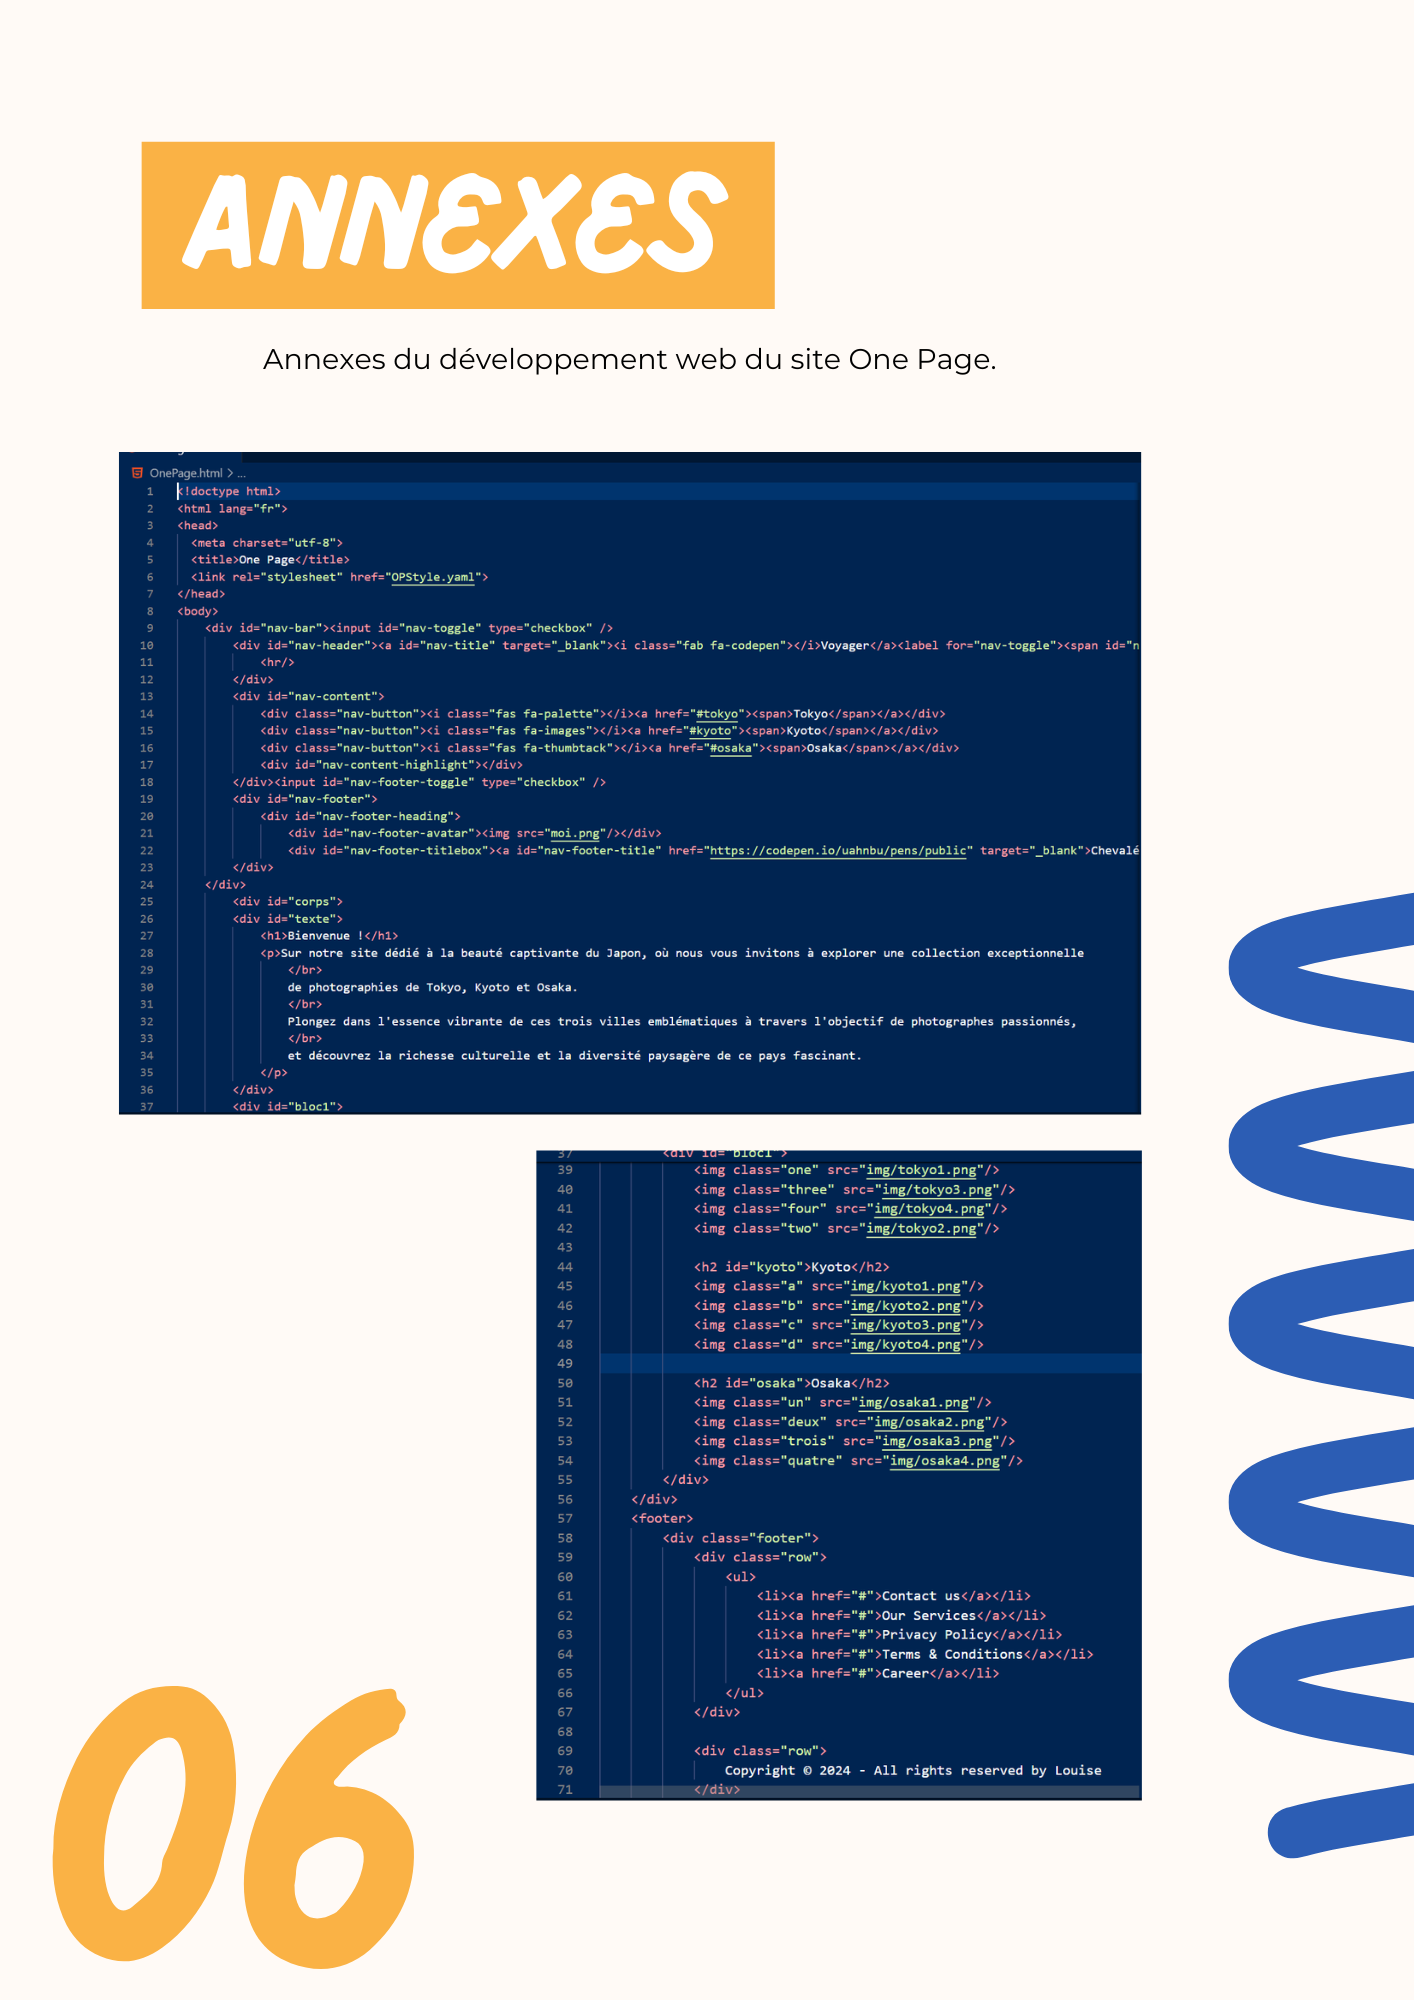 ANNEXES
Annexes du développement web du site One Page.
OnePage.html > ...
1 <!doctype html>
2 <html lang="fr">
3 <head>
4 <meta charset="utf-8">
5 <title>One Page</title>
6 <link rel="stylesheet" href="OPStyle.yaml">
7 </head>
8 <body>
9 <div id="nav-bar"><input id="nav-toggle" type="checkbox" />
10 <div id="nav-header"><a id="nav-title" target="_blank"><i class="fab fa-codepen"></i>Voyager</a><label for="nav-toggle"><span id="n
11 <hr/>
12 </div>
13 <div id="nav-content">
14 <div class="nav-button"><i class="fas fa-palette"></i><a href="#tokyo"><span>Tokyo</span></a></div>
15 <div class="nav-button"><i class="fas fa-images"></i><a href="#kyoto"><span>Kyoto</span></a></div>
16 <div class="nav-button"><i class="fas fa-thumbtack"></i><a href="#osaka"><span>Osaka</span></a></div>
17 <div id="nav-content-highlight"></div>
18 </div><input id="nav-footer-toggle" type="checkbox" />
19 <div id="nav-footer">
20 <div id="nav-footer-heading">
21 <div id="nav-footer-avatar"><img src="moi.png"/></div>
22 <div id="nav-footer-titlebox"><a id="nav-footer-title" href="https://codepen.io/uahnbu/pens/public" target="_blank">Chevalé
23 </div>
24 </div>
25 <div id="corps">
26 <div id="texte">
27 <h1>Bienvenue !</h1>
28 <p>Sur notre site dédié à la beauté captivante du Japon, où nous vous invitons à explorer une collection exceptionnelle
29 </br>
30 de photographies de Tokyo, Kyoto et Osaka.
31 </br>
32 Plongez dans l'essence vibrante de ces trois villes emblématiques à travers l'objectif de photographes passionnés,
33 </br>
34 et découvrez la richesse culturelle et la diversité paysagère de ce pays fascinant.
35 </p>
36 </div>
37 <div id="bloc1">
37 <div id="bloc1">
39 <img class="one" src="img/tokyo1.png"/>
40 <img class="three" src="img/tokyo3.png"/>
41 <img class="four" src="img/tokyo4.png"/>
42 <img class="two" src="img/tokyo2.png"/>
43
44 <h2 id="kyoto">Kyoto</h2>
45 <img class="a" src="img/kyoto1.png"/>
46 <img class="b" src="img/kyoto2.png"/>
47 <img class="c" src="img/kyoto3.png"/>
48 <img class="d" src="img/kyoto4.png"/>
49
50 <h2 id="osaka">Osaka</h2>
51 <img class="un" src="img/osaka1.png"/>
52 <img class="deux" src="img/osaka2.png"/>
53 <img class="trois" src="img/osaka3.png"/>
54 <img class="quatre" src="img/osaka4.png"/>
55 </div>
56 </div>
57 <footer>
58 <div class="footer">
59 <div class="row">
60 <ul>
61 <li><a href="#">Contact us</a></li>
62 <li><a href="#">Our Services</a></li>
63 <li><a href="#">Privacy Policy</a></li>
64 <li><a href="#">Terms & Conditions</a></li>
65 <li><a href="#">Career</a></li>
66 </ul>
67 </div>
68
69 <div class="row">
70 Copyright © 2024 - All rights reserved by Louise
71 </div>
06